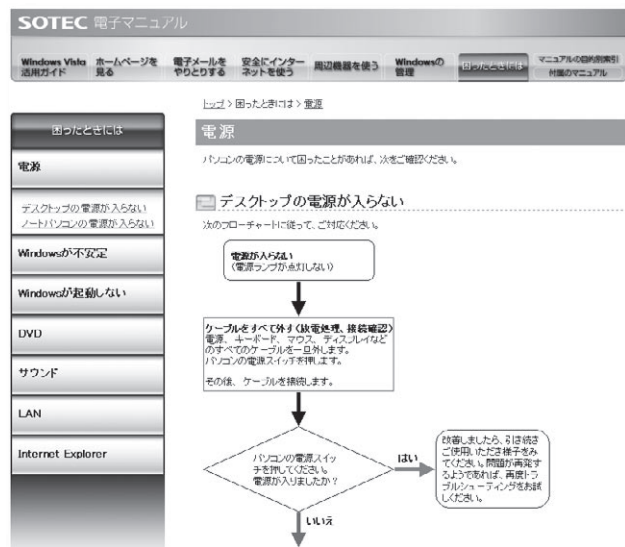 SOTEC 電子マニュアル
Windows Vista
活用ガイド
ホームページを
見る
電子メールを
やりとりする
安全にインター
ネットを使う
周辺機器を使う
Windowsの
管理
困ったときには
マニュアルの目的別索引
付属のマニュアル
トップ > 困ったときには > 電源
困ったときには
電源
デスクトップの電源が入らない
ノートパソコンの電源が入らない
Windowsが不安定
Windowsが起動しない
DVD
サウンド
LAN
Internet Explorer
電源
パソコンの電源について困ったことがあれば、次をご確認ください。
デスクトップの電源が入らない
次のフローチャートに従って、ご対応ください。
電源が入らない
(電源ランプが点灯しない)
ケーブルをすべて外す(放電処理、接続確認)
電源、キーボード、マウス、ディスプレイなど
のすべてのケーブルを一旦外します。
パソコンの電源スイッチを押します。
その後、ケーブルを接続します。
パソコンの電源スイッ
チを押してください。
電源が入りましたか?
はい
改善しましたら、引き続き
ご使用いただき様子をみ
てください。問題が再発す
るようであれば、再度トラ
ブルシューティングをお試
しください。
いいえ